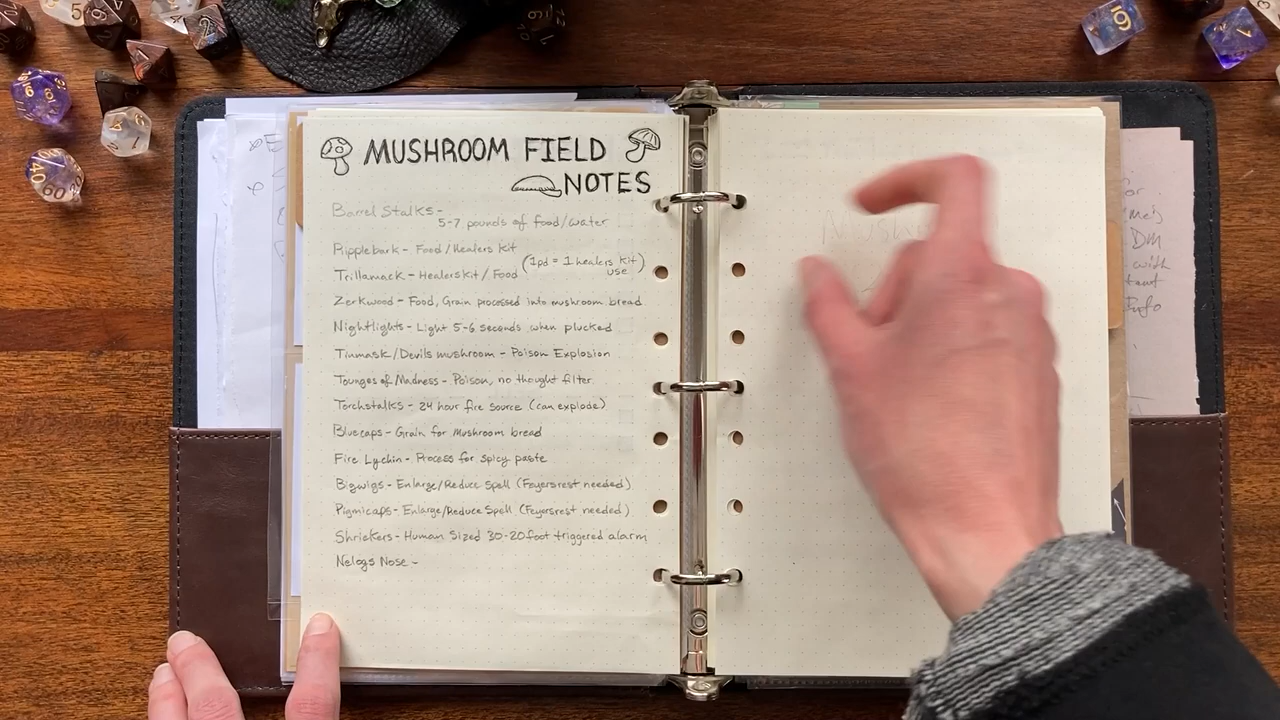 MUSHROOM FIELD
NOTES
Barrel Stalks-
5-7 pounds of food/water
Ripplebark - Food/Healers kit
Trillamack - Healerskit/Food (1pd = 1 healers kit use)
Zerkwood - Food, Grain processed into mushroom bread
Nightlights - Light 5-6 seconds when plucked
Tinmask/Devils mushroom - Poison Explosion
Tounges of Madness - Poison, no thought filter
Torchstalks - 24 hour fire source (can explode)
Bluecaps - Grain for Mushroom bread
Fire Lychin - Process for spicy paste
Bigwigs - Enlarge/Reduce Spell (Feyersrest needed)
Pigmicaps - Enlarge/Reduce Spell (Feyersrest needed)
Shriekers - Human Sized 30-20 foot triggered alarm
Nelogs Nose -
DM
with
Info